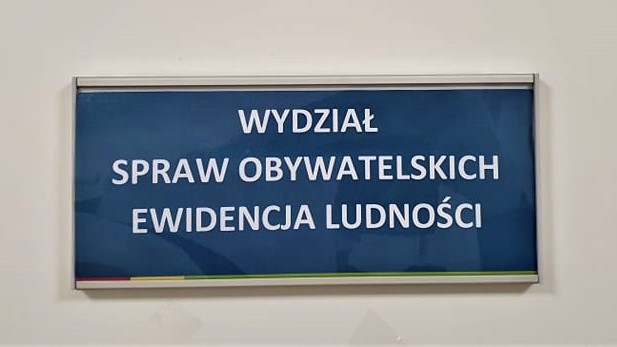 WYDZIAŁ
SPRAW OBYWATELSKICH
EWIDENCJA LUDNOŚCI